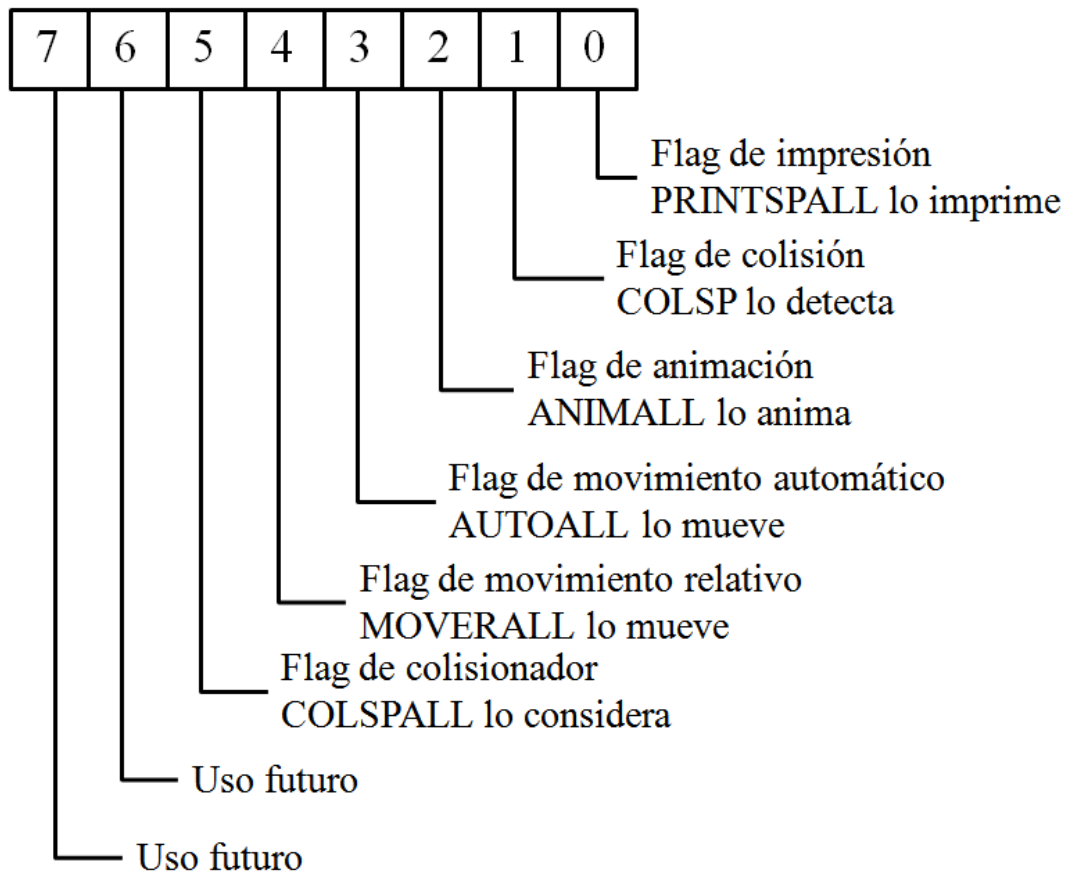 7 6 5 4 3 2 1 0
Flag de impresión
PRINTSPALL lo imprime
Flag de colisión
COLSP lo detecta
Flag de animación
ANIMALL lo anima
Flag de movimiento automático
AUTOALL lo mueve
Flag de movimiento relativo
MOVERALL lo mueve
Flag de colisionador
COLSPALL lo considera
Uso futuro
Uso futuro